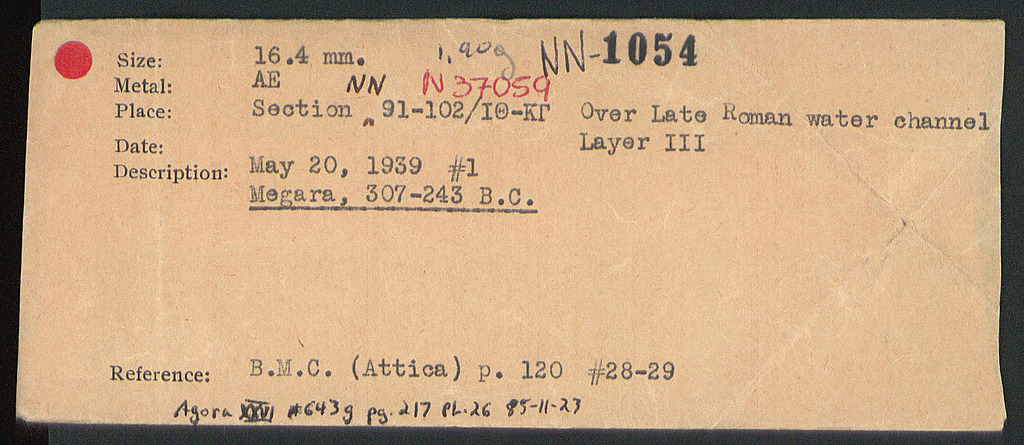 Size: 16.4 mm. 1.90g NN-1054
Metal: AE NN N37059
Place: Section 91-102/ΙΘ-ΚΓ Over Late Roman water channel
Layer III
Date: May 20, 1939 #1
Description: Megara, 307-243 B.C.
Reference: B.M.C. (Attica) p. 120 #28-29
Agora XXVI #643g pg. 217 PL. 26 85-11-23